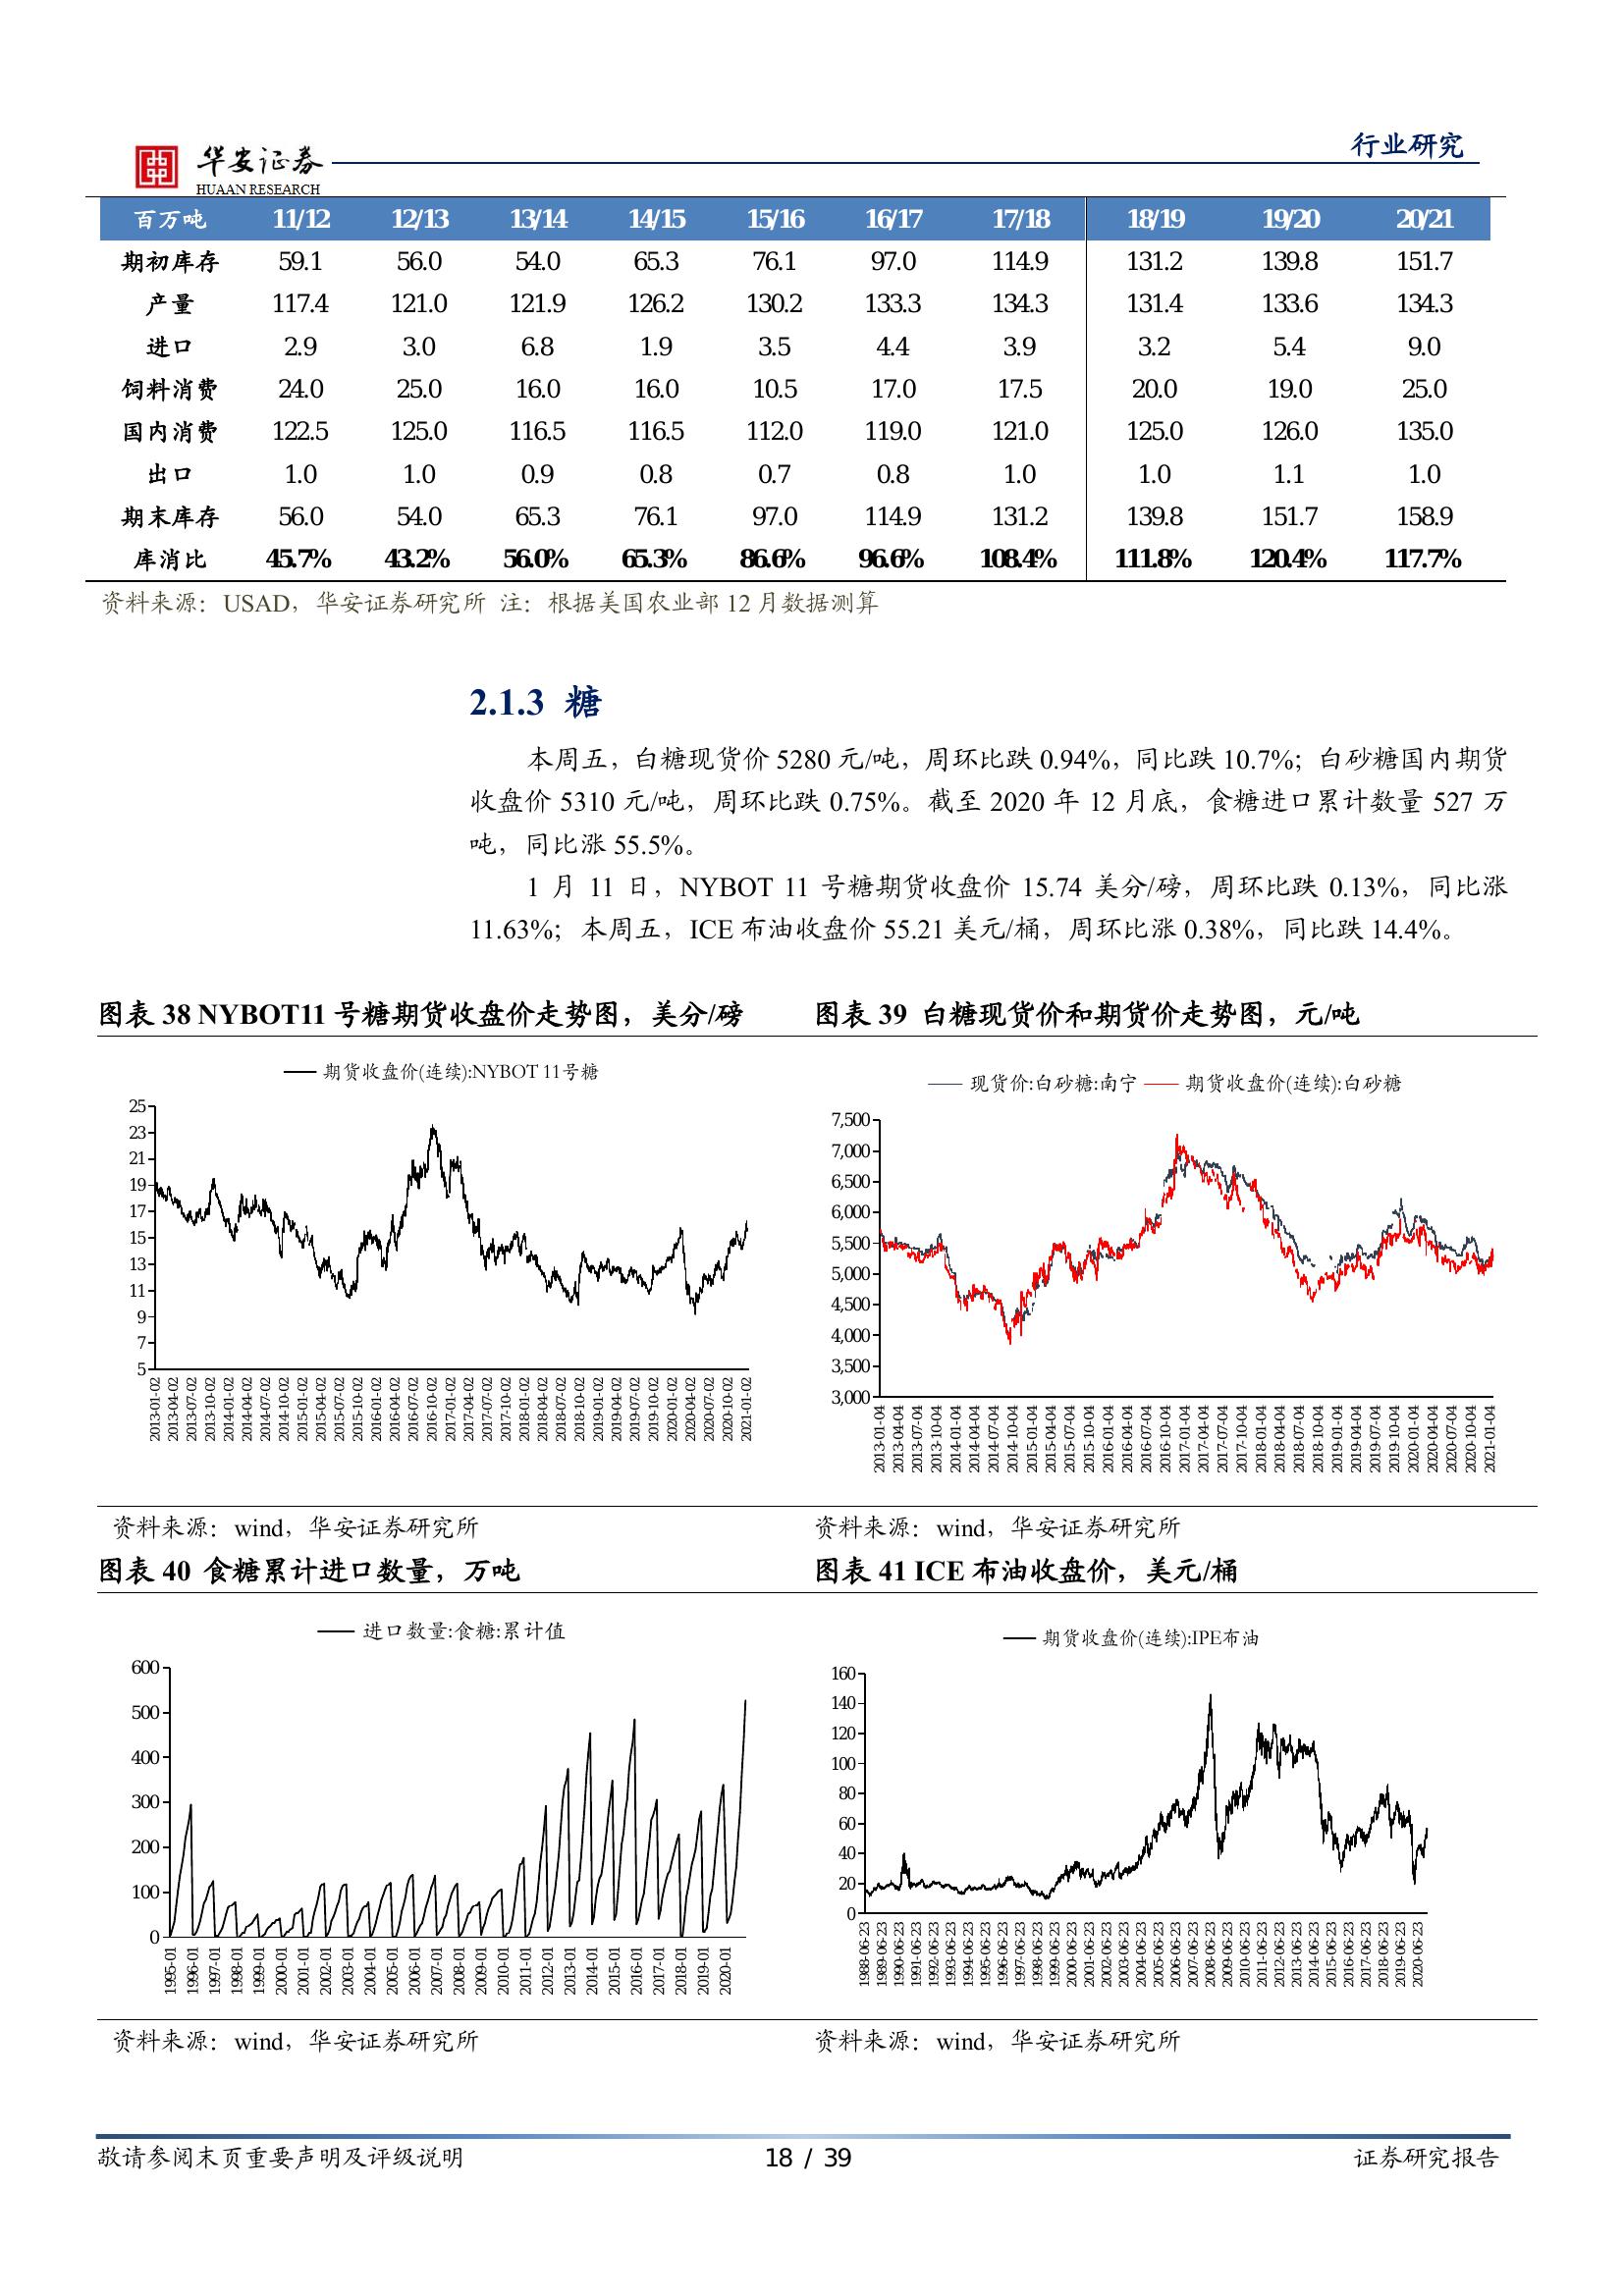 华安证券
HUAAN RESEARCH
行业研究
百万吨 11/12 12/13 13/14 14/15 15/16 16/17 17/18 18/19 19/20 20/21
期初库存 59.1 56.0 54.0 65.3 76.1 97.0 114.9 131.2 139.8 151.7
产量 117.4 121.0 121.9 126.2 130.2 133.3 134.3 131.4 133.6 134.3
进口 2.9 3.0 6.8 1.9 3.5 4.4 3.9 3.2 5.4 9.0
饲料消费 24.0 25.0 16.0 16.0 10.5 17.0 17.5 20.0 19.0 25.0
国内消费 122.5 125.0 116.5 116.5 112.0 119.0 121.0 125.0 126.0 135.0
出口 1.0 1.0 0.9 0.8 0.7 0.8 1.0 1.0 1.1 1.0
期末库存 56.0 54.0 65.3 76.1 97.0 114.9 131.2 139.8 151.7 158.9
库消比 45.7% 43.2% 56.0% 65.3% 86.6% 96.6% 108.4% 111.8% 120.4% 117.7%
资料来源：USAD，华安证券研究所 注：根据美国农业部 12 月数据测算
2.1.3 糖
本周五，白糖现货价 5280 元/吨，周环比跌 0.94%，同比跌 10.7%；白砂糖国内期货
收盘价 5310 元/吨，周环比跌 0.75%。截至 2020 年 12 月底，食糖进口累计数量 527 万
吨，同比涨 55.5%。
1 月 11 日，NYBOT 11 号糖期货收盘价 15.74 美分/磅，周环比跌 0.13%，同比涨
11.63%；本周五，ICE 布油收盘价 55.21 美元/桶，周环比涨 0.38%，同比跌 14.4%。
图表 38 NYBOT11 号糖期货收盘价走势图，美分/磅
期货收盘价(连续):NYBOT 11号糖
25
23
21
19
17
15
13
11
9
7
5
2013-01-02 2013-04-02 2013-07-02 2013-10-02 2014-01-02 2014-04-02 2014-07-02 2014-10-02 2015-01-02 2015-04-02 2015-07-02 2015-10-02 2016-01-02 2016-04-02 2016-07-02 2016-10-02 2017-01-02 2017-04-02 2017-07-02 2017-10-02 2018-01-02 2018-04-02 2018-07-02 2018-10-02 2019-01-02 2019-04-02 2019-07-02 2019-10-02 2020-01-02 2020-04-02 2020-07-02 2020-10-02 2021-01-02
资料来源：wind，华安证券研究所
图表 39 白糖现货价和期货价走势图，元/吨
现货价:白砂糖:南宁 期货收盘价(连续):白砂糖
7,500
7,000
6,500
6,000
5,500
5,000
4,500
4,000
3,500
3,000
2013-01-04 2013-04-04 2013-07-04 2013-10-04 2014-01-04 2014-04-04 2014-07-04 2014-10-04 2015-01-04 2015-04-04 2015-07-04 2015-10-04 2016-01-04 2016-04-04 2016-07-04 2016-10-04 2017-01-04 2017-04-04 2017-07-04 2017-10-04 2018-01-04 2018-04-04 2018-07-04 2018-10-04 2019-01-04 2019-04-04 2019-07-04 2019-10-04 2020-01-04 2020-04-04 2020-07-04 2020-10-04 2021-01-04
资料来源：wind，华安证券研究所
图表 40 食糖累计进口数量，万吨
进口数量:食糖:累计值
600
500
400
300
200
100
0
1995-01 1996-01 1997-01 1998-01 1999-01 2000-01 2001-01 2002-01 2003-01 2004-01 2005-01 2006-01 2007-01 2008-01 2009-01 2010-01 2011-01 2012-01 2013-01 2014-01 2015-01 2016-01 2017-01 2018-01 2019-01 2020-01
资料来源：wind，华安证券研究所
图表 41 ICE 布油收盘价，美元/桶
期货收盘价(连续):IPE布油
160
140
120
100
80
60
40
20
0
1988-06-23 1989-06-23 1990-06-23 1991-06-23 1992-06-23 1993-06-23 1994-06-23 1995-06-23 1996-06-23 1997-06-23 1998-06-23 1999-06-23 2000-06-23 2001-06-23 2002-06-23 2003-06-23 2004-06-23 2005-06-23 2006-06-23 2007-06-23 2008-06-23 2009-06-23 2010-06-23 2011-06-23 2012-06-23 2013-06-23 2014-06-23 2015-06-23 2016-06-23 2017-06-23 2018-06-23 2019-06-23 2020-06-23
资料来源：wind，华安证券研究所
敬请参阅末页重要声明及评级说明
18 / 39
证券研究报告